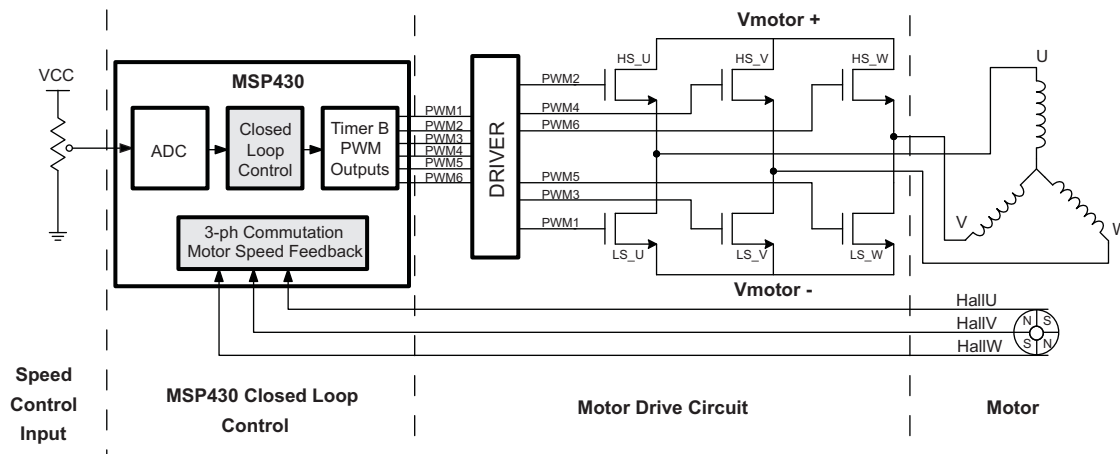 Vmotor +
HS_U
HS_V
HS_W
U
VCC
MSP430
PWM2
PWM1
PWM4
PWM2
PWM6
PWM3
PWM4
PWM5
PWM6
ADC
Closed
Loop
Control
Timer B
PWM
Outputs
DRIVER
PWM5
PWM3
PWM1
V
W
3-ph Commutation
Motor Speed Feedback
LS_U
LS_V
LS_W
Vmotor -
HallU
HallV
HallW
N S
S N
Speed
Control
Input
MSP430 Closed Loop
Control
Motor Drive Circuit
Motor